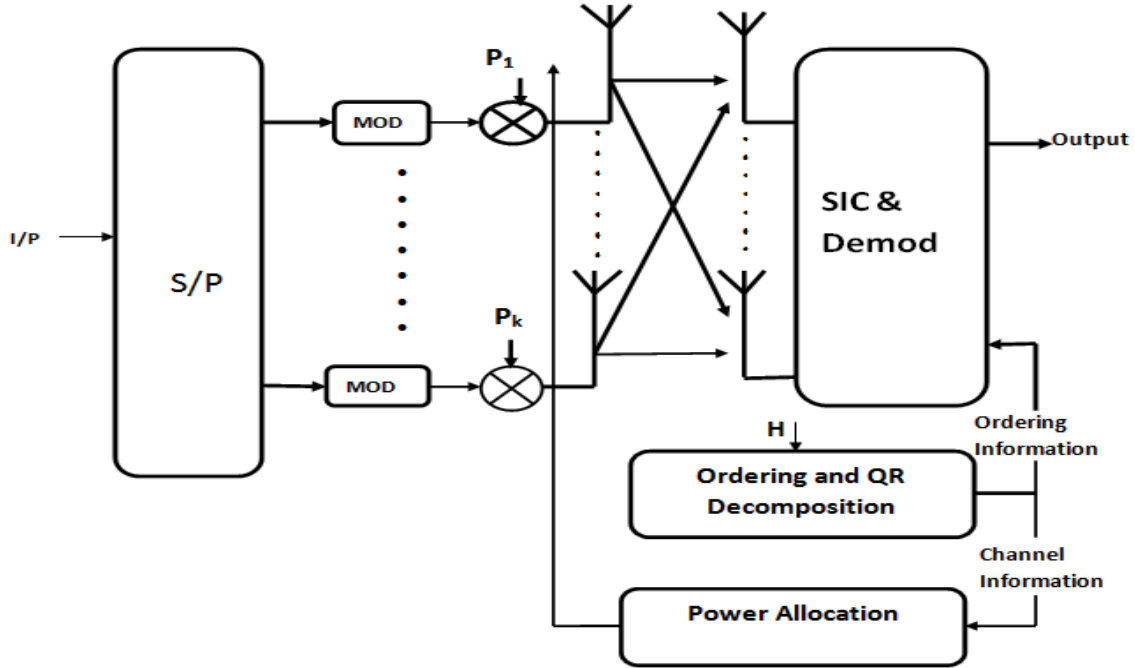 P1
MOD
Output
SIC &
Demod
I/P
S/P
Pk
MOD
Ordering
Information
H
Ordering and QR
Decomposition
Channel
Information
Power Allocation